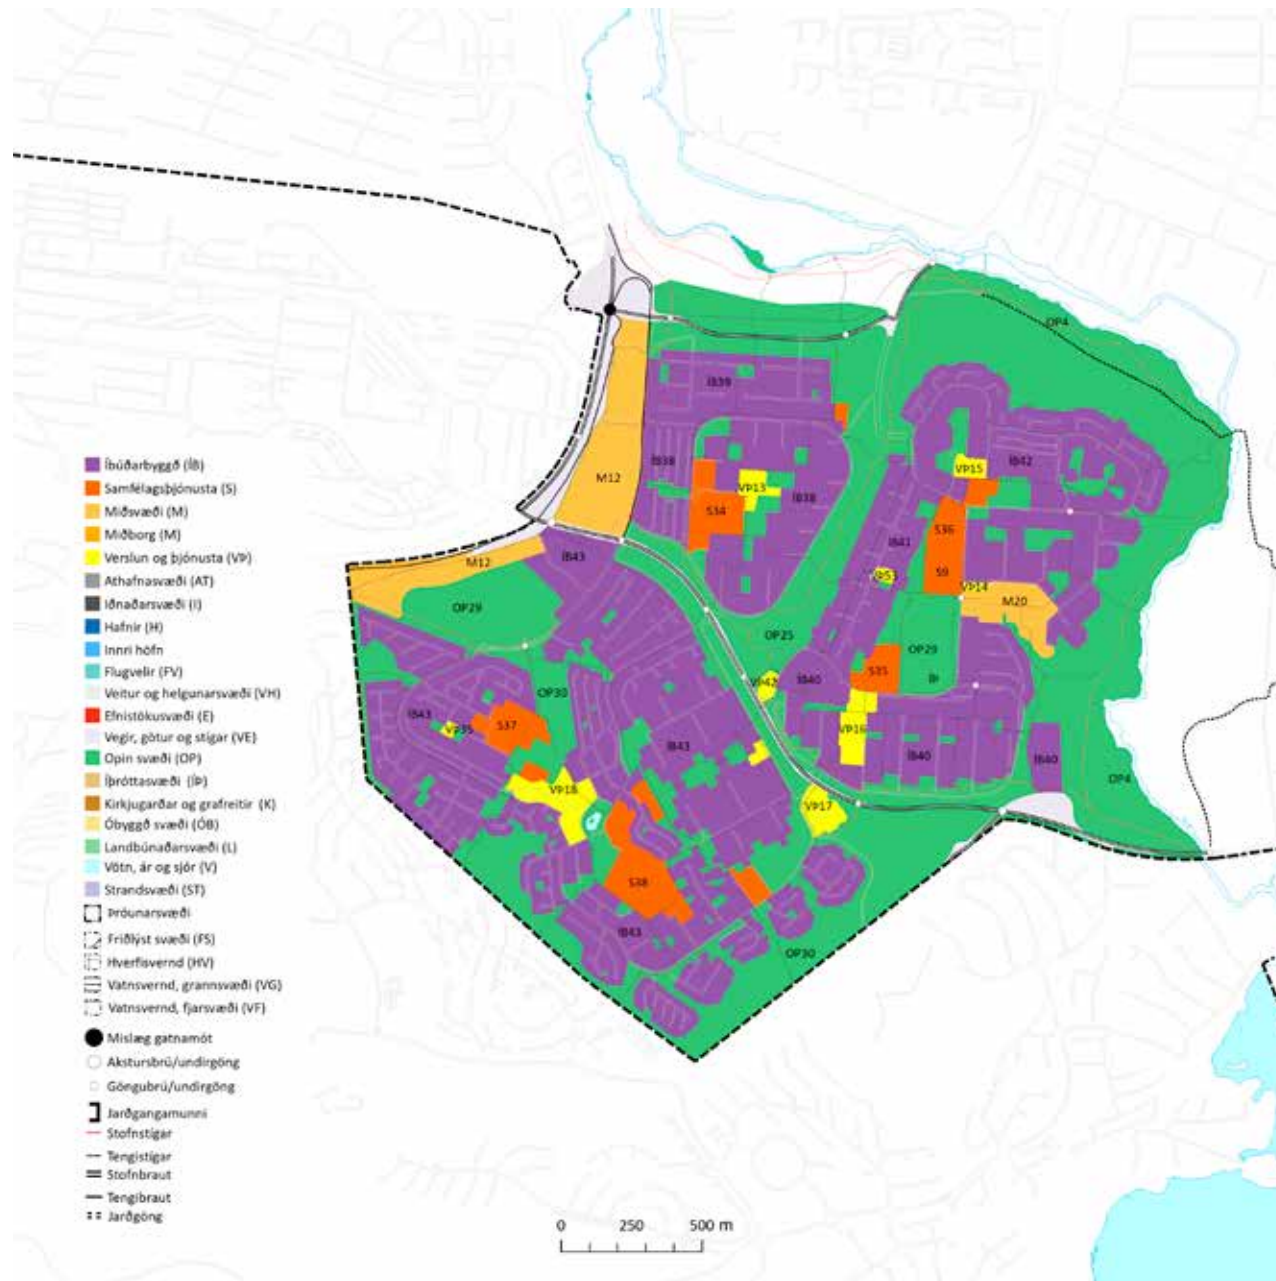 OP4
ÍB39
M12
ÍB38
VÞ13
ÍB38
S34
VÞ15
ÍB42
S36
ÍB41
S9
VÞ14
M20
ÍB43
M12
OP29
OP25
OP29
S35
ÍÞ
OP30
VÞ42
ÍB40
ÍB43
VÞ35
S37
ÍB43
VÞ16
ÍB40
ÍB40
OP4
VÞ18
VÞ17
S38
ÍB43
OP30
Íbúðarbyggð (ÍB)
Samfélagsþjónusta (S)
Miðsvæði (M)
Miðborg (M)
Verslun og þjónusta (VÞ)
Athafnasvæði (AT)
Iðnaðarsvæði (I)
Hafnir (H)
Innri höfn
Flugvellir (FV)
Veitur og helgunarsvæði (VH)
Efnistökusvæði (E)
Vegir, götur og stígar (VE)
Opin svæði (OP)
Íþróttasvæði (ÍÞ)
Kirkjugarðar og grafreitir (K)
Óbyggð svæði (ÓB)
Landbúnaðarsvæði (L)
Vötn, ár og sjór (V)
Strandsvæði (ST)
Þróunarsvæði
Friðlýst svæði (FS)
Hverfisvernd (HV)
Vatnsvernd, grannsvæði (VG)
Vatnsvernd, fjarsvæði (VF)
Mislæg gatnamót
Akstursbrú/undirgöng
Göngubrú/undirgöng
Jarðgangamunni
Stofnstígar
Tengistígar
Stofnbraut
Tengibraut
Jarðgöng
0 250 500 m